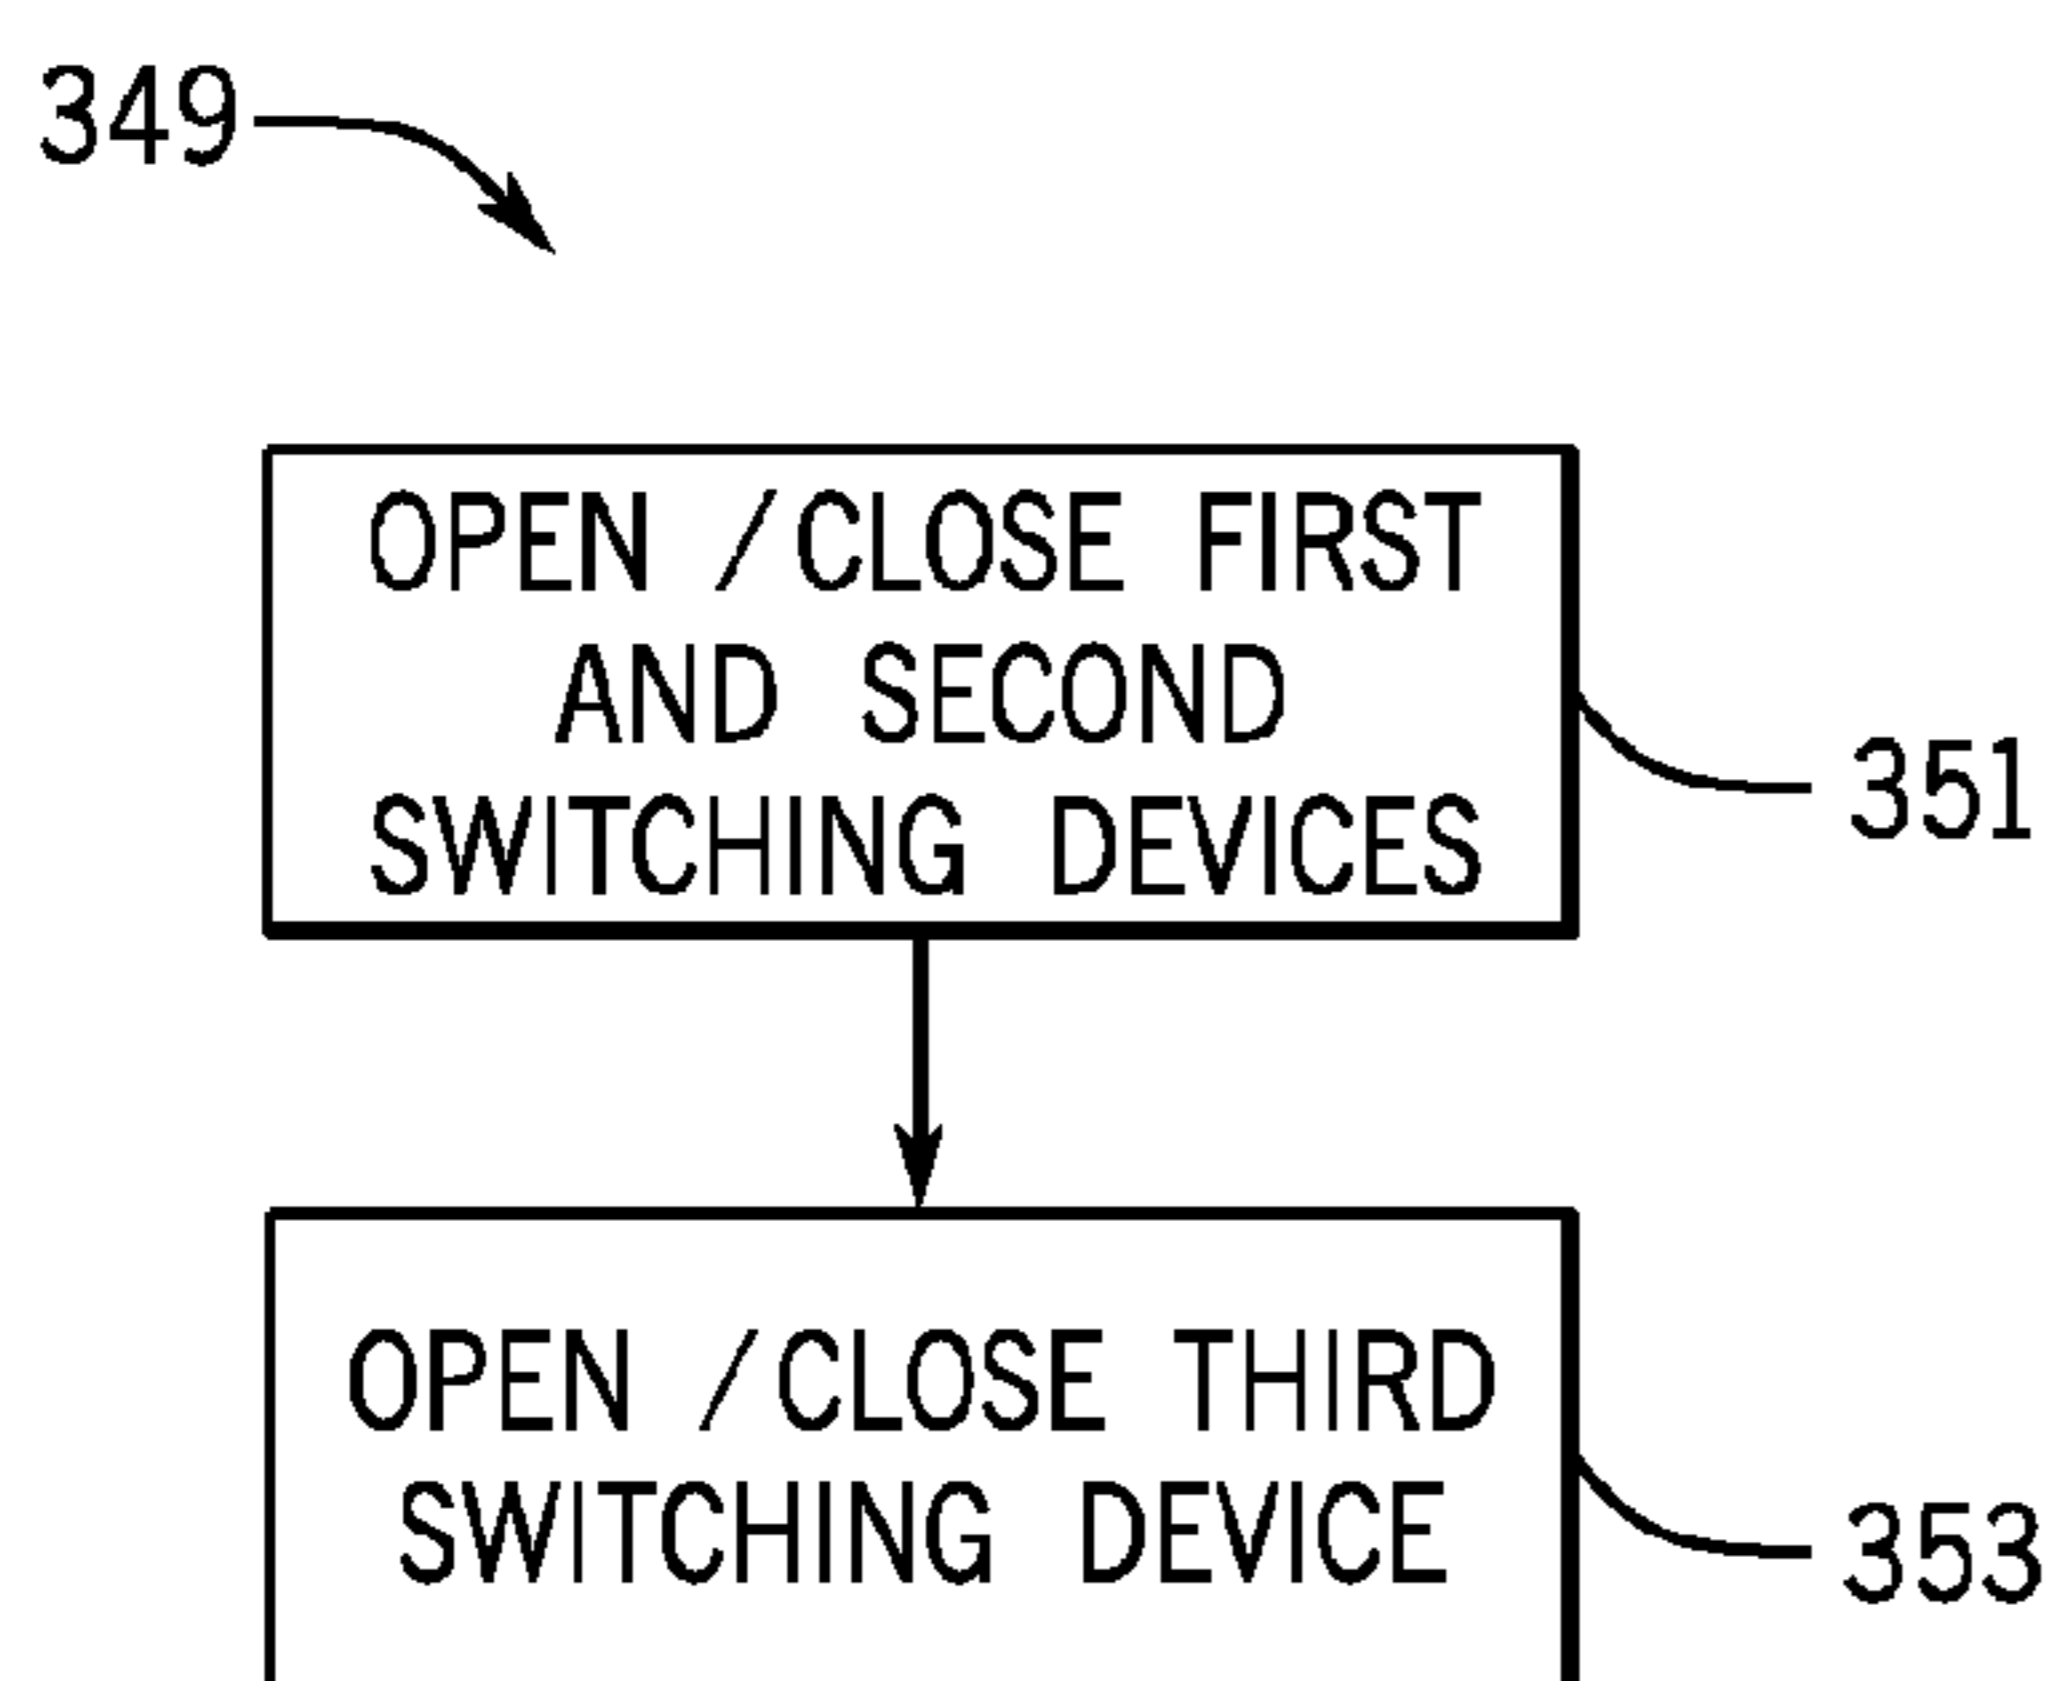 349
OPEN /CLOSE FIRST
AND SECOND
SWITCHING DEVICES
351
OPEN /CLOSE THIRD
SWITCHING DEVICE
353